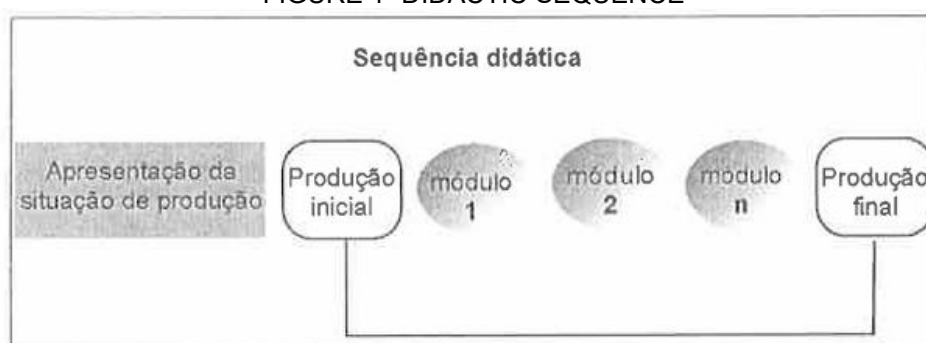 FIGURE 1- DIDACTIC SEQUENCE
Sequência didática
Apresentação da
situação de produção
Produção
inicial
módulo
1
módulo
2
módulo
n
Produção
final